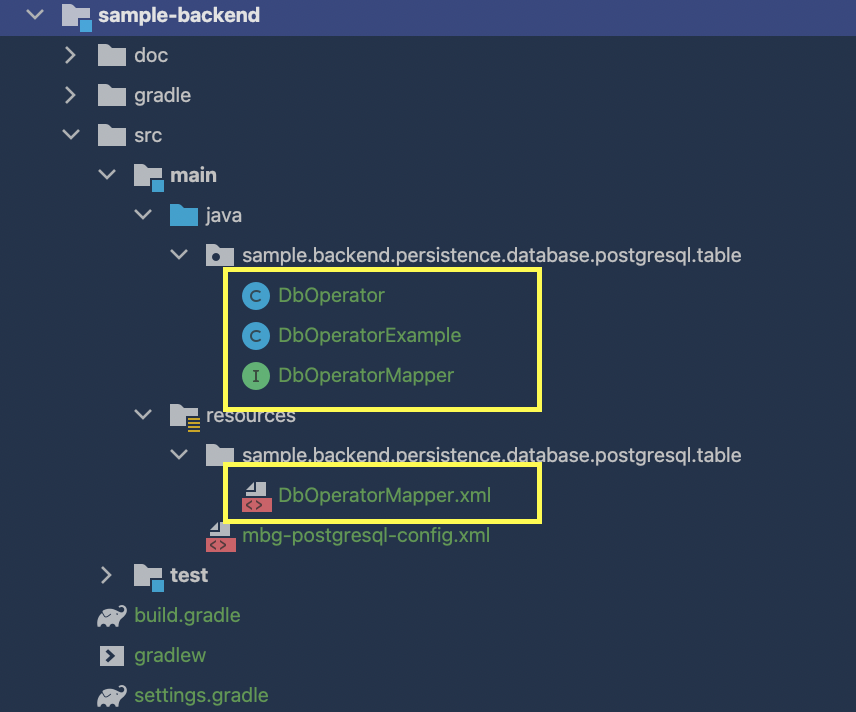 sample-backend
doc
gradle
src
main
java
sample.backend.persistence.database.postgresql.table
C DbOperator
C DbOperatorExample
I DbOperatorMapper
resources
sample.backend.persistence.database.postgresql.table
DbOperatorMapper.xml
mbg-postgresql-config.xml
test
build.gradle
gradlew
settings.gradle